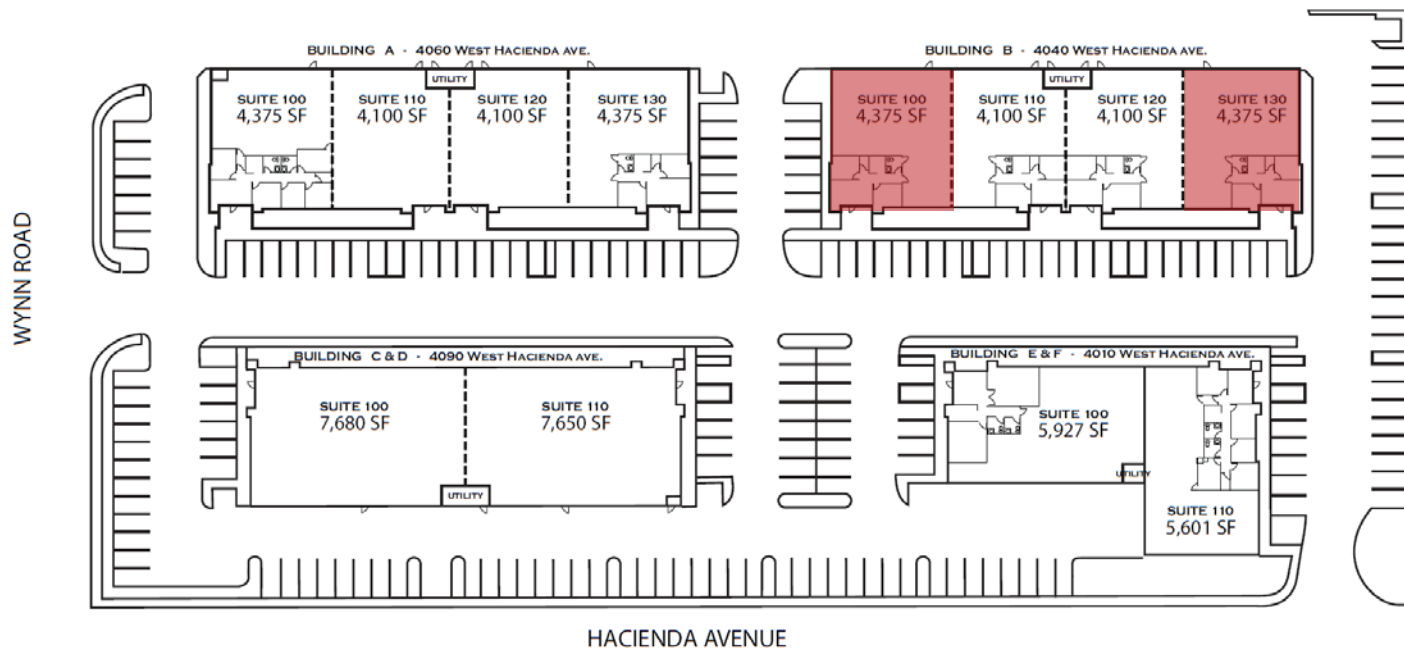 BUILDING A - 4060 WEST HACIENDA AVE.
UTILITY
SUITE 100
4,375 SF
SUITE 110
4,100 SF
SUITE 120
4,100 SF
SUITE 130
4,375 SF
BUILDING B - 4040 WEST HACIENDA AVE.
UTILITY
SUITE 100
4,375 SF
SUITE 110
4,100 SF
SUITE 120
4,100 SF
SUITE 130
4,375 SF
WYNN ROAD
BUILDING C & D - 4090 WEST HACIENDA AVE.
SUITE 100
7,680 SF
SUITE 110
7,650 SF
UTILITY
BUILDING E & F - 4010 WEST HACIENDA AVE.
SUITE 100
5,927 SF
UTILITY
SUITE 110
5,601 SF
HACIENDA AVENUE